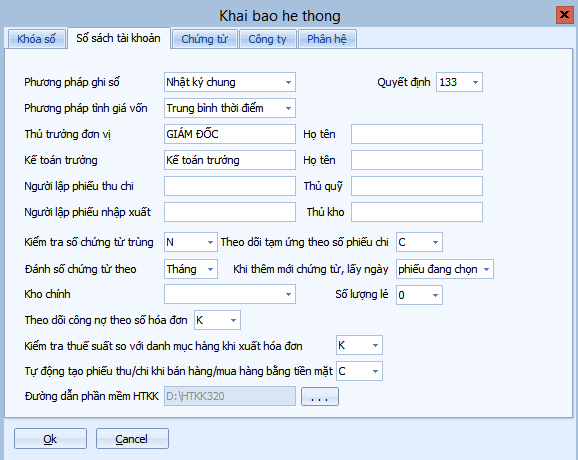 Khai bao he thong
Khóa sổ Sổ sách tài khoản Chứng từ Công ty Phân hệ
Phương pháp ghi sổ Nhật ký chung Quyết định 133
Phương pháp tình giá vốn Trung bình thời điểm
Thủ trưởng đơn vị GIÁM ĐỐC Họ tên
Kế toán trưởng Kế toán trưởng Họ tên
Người lập phiếu thu chi Thủ quỹ
Người lập phiếu nhập xuất Thủ kho
Kiểm tra số chứng từ trùng N Theo dõi tạm ứng theo số phiếu chi C
Đánh số chứng từ theo Tháng Khi thêm mới chứng từ, lấy ngày phiếu đang chọn
Kho chính Số lượng lẻ 0
Theo dõi công nợ theo số hóa đơn K
Kiểm tra thuế suất so với danh mục hàng khi xuất hóa đơn K
Tự động tạo phiếu thu/chi khi bán hàng/mua hàng bằng tiền mặt C
Đường dẫn phần mềm HTKK D:\HTKK320 ...
Ok Cancel